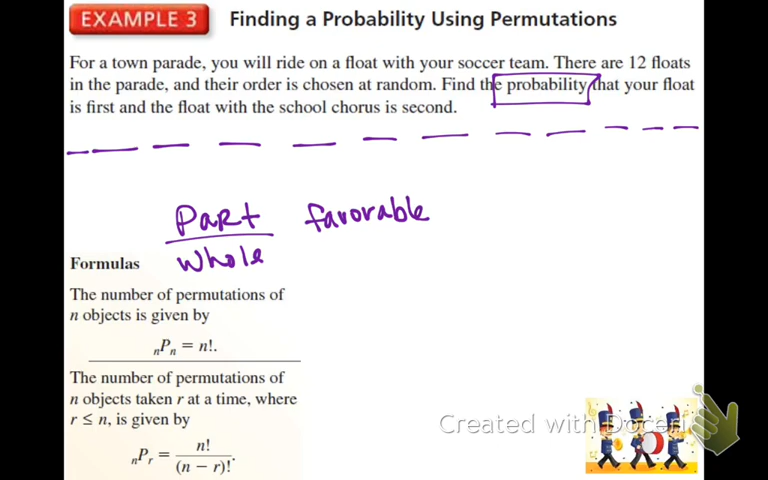 EXAMPLE 3 Finding a Probability Using Permutations
For a town parade, you will ride on a float with your soccer team. There are 12 floats
in the parade, and their order is chosen at random. Find the probability that your float
is first and the float with the school chorus is second.
Part favorable
whole
Formulas
The number of permutations of
n objects is given by
nPn = n!.
The number of permutations of
n objects taken r at a time, where
r ≤ n, is given by
nPr = n!/(n − r)!.
Created with Doceri